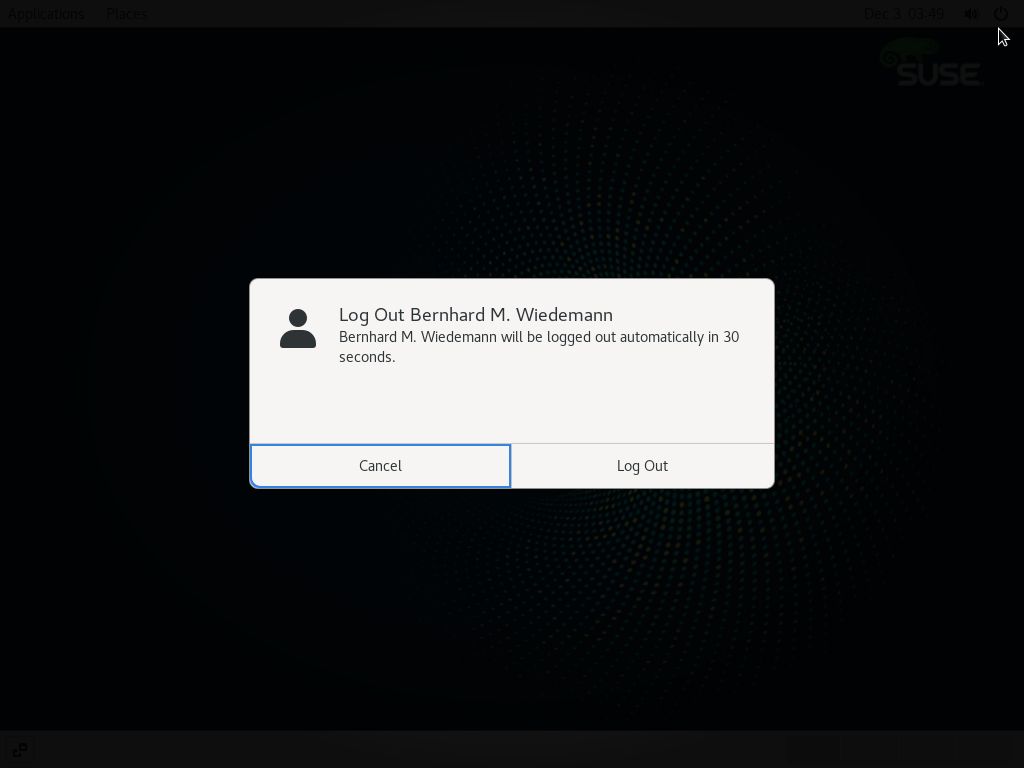 Applications Places Dec 3 03:49
SUSE
Log Out Bernhard M. Wiedemann
Bernhard M. Wiedemann will be logged out automatically in 30
seconds.
Cancel Log Out